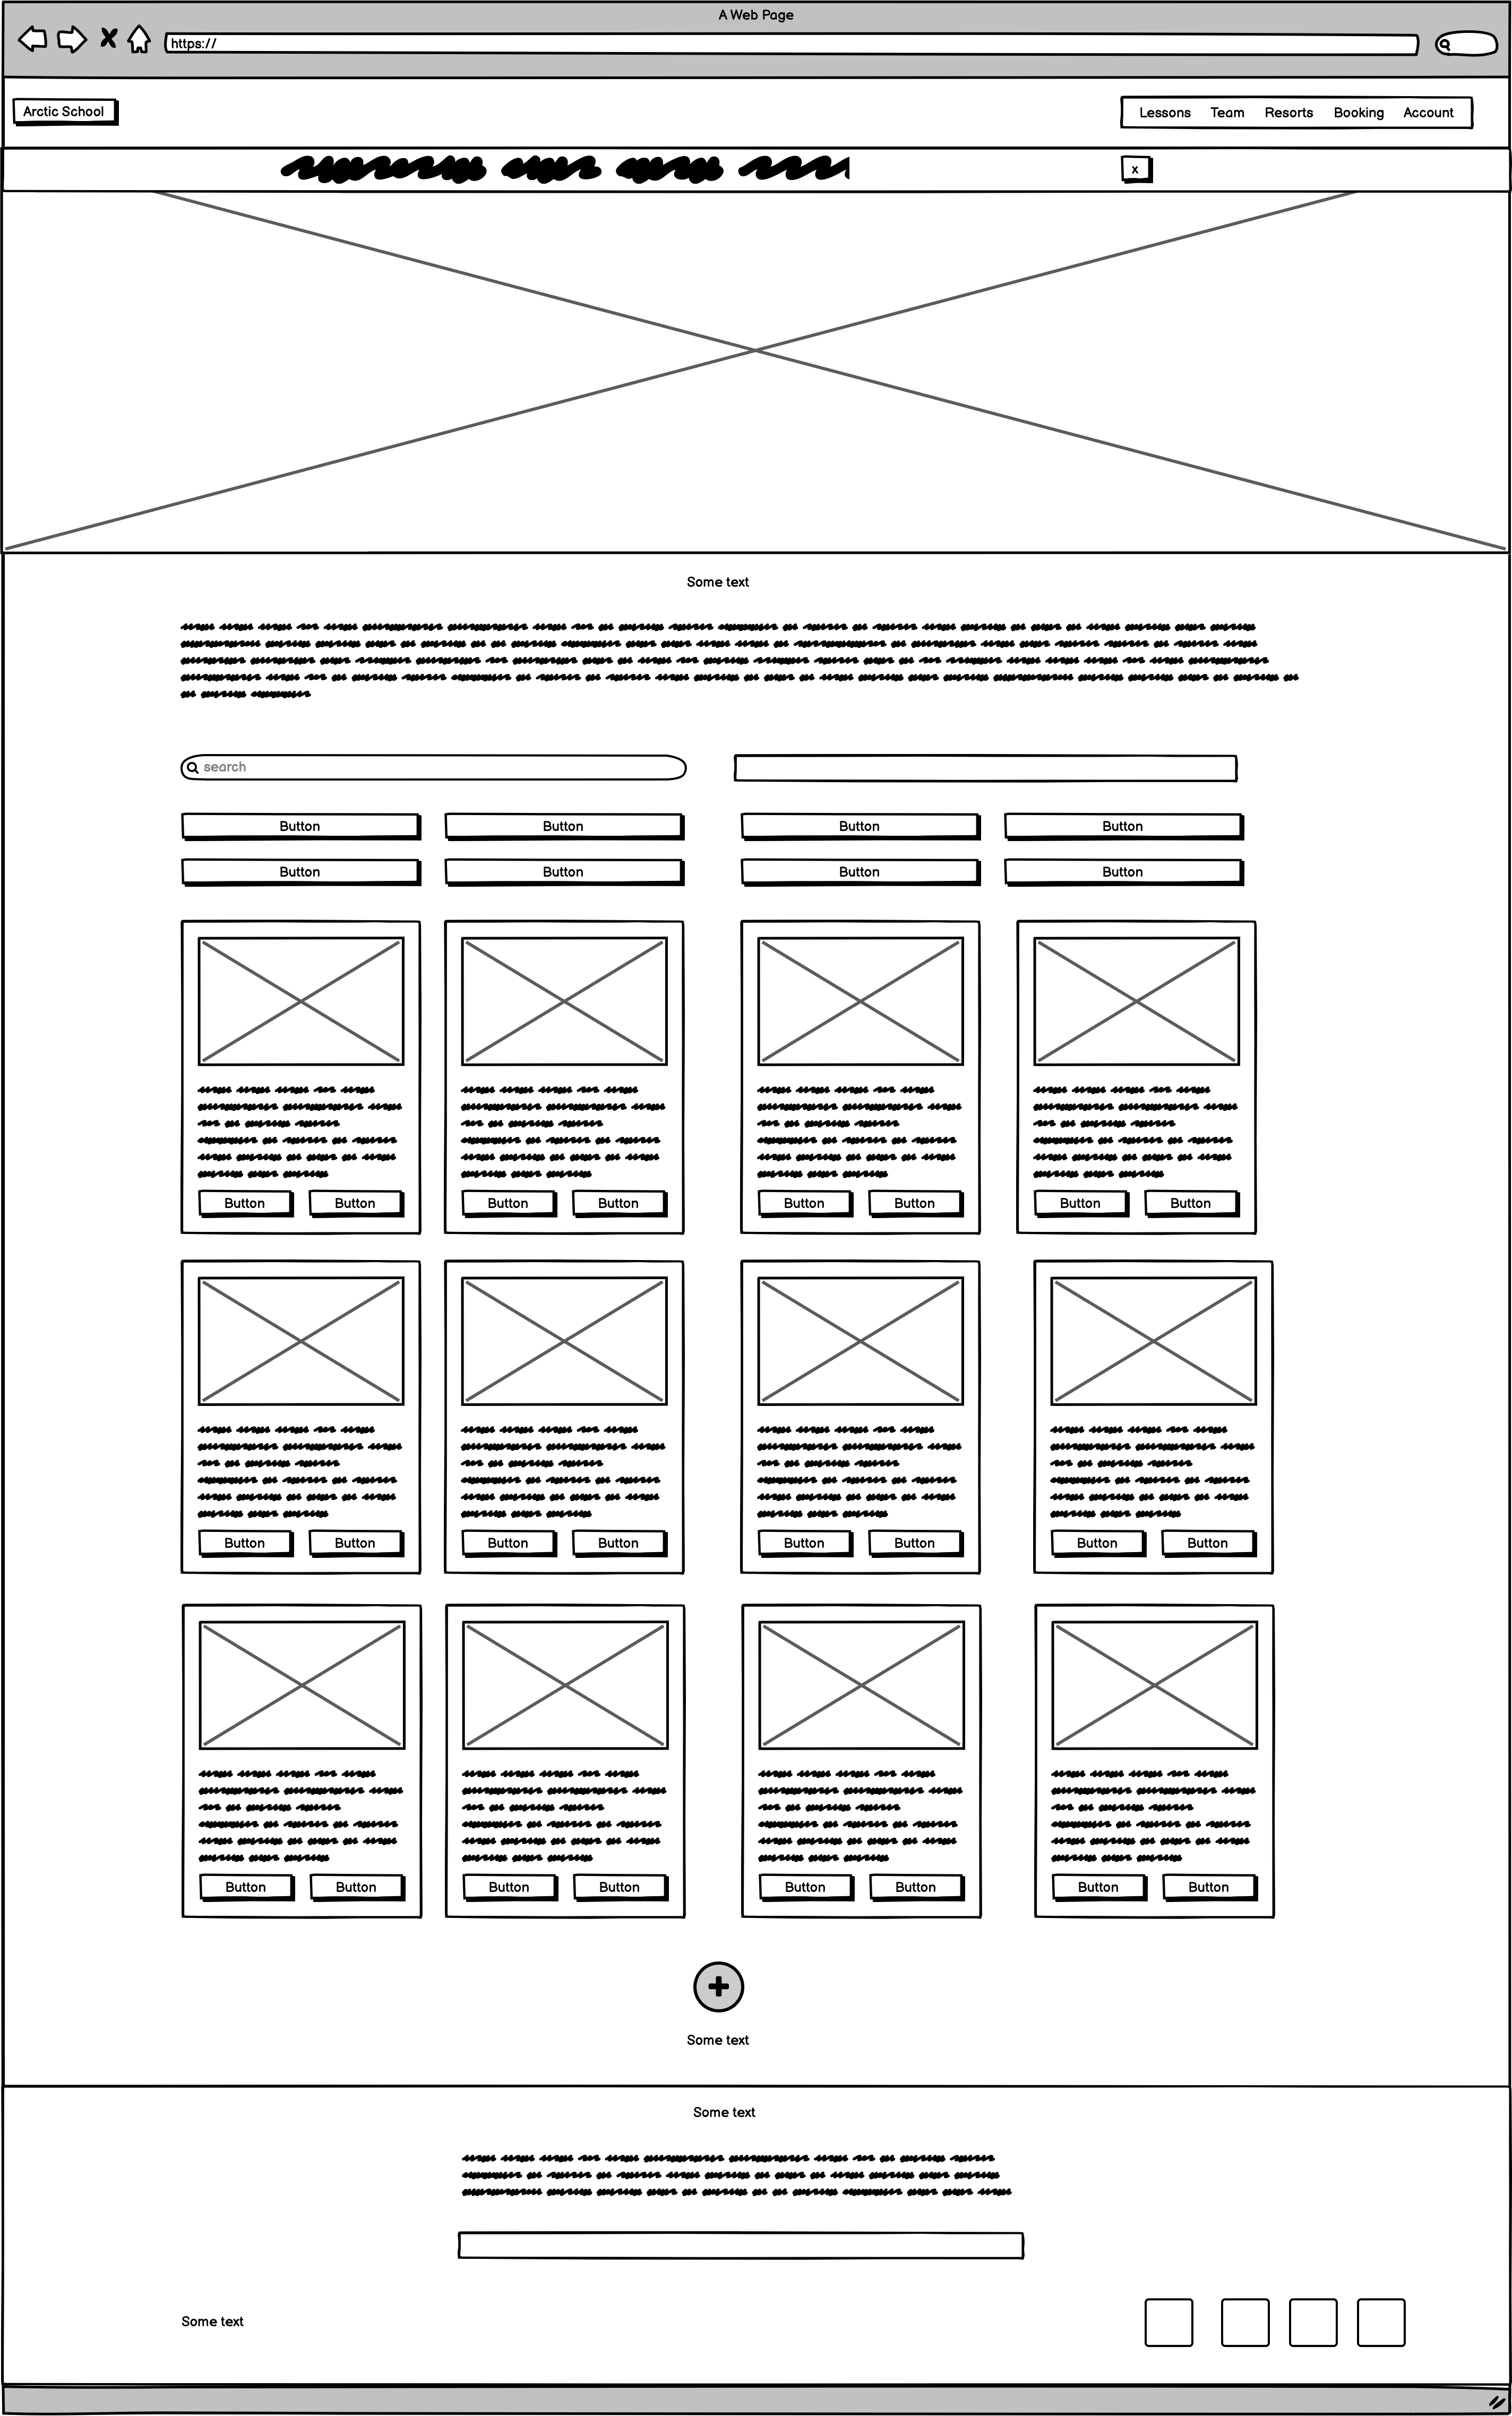 A Web Page
https://
Arctic School
Lessons Team Resorts Booking Account
x
Some text
search
Button Button Button Button
Button Button Button Button
Button Button Button Button Button Button Button Button
Button Button Button Button Button Button Button Button
Button Button Button Button Button Button Button Button
Some text
Some text
Some text